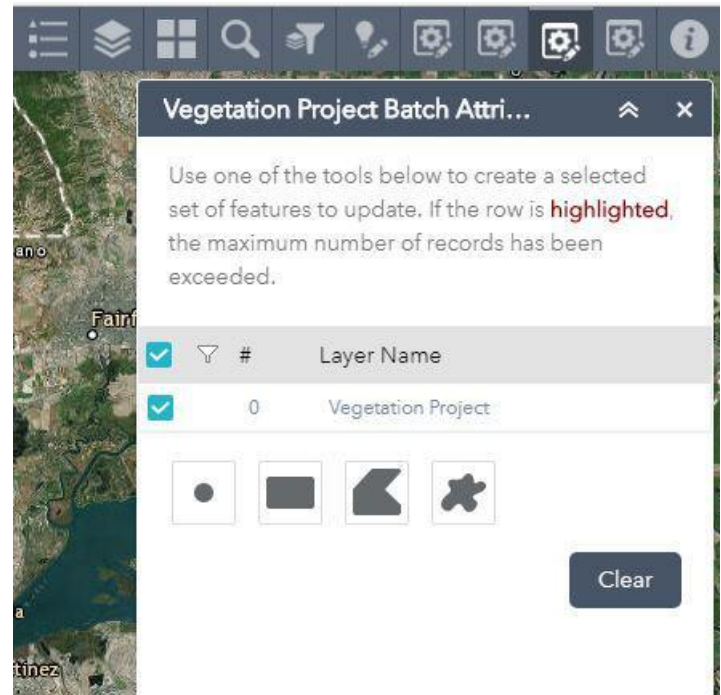 Vegetation Project Batch Attri...
Use one of the tools below to create a selected
set of features to update. If the row is highlighted,
the maximum number of records has been
exceeded.
# Layer Name
0 Vegetation Project
Clear
ano
Fairf
a
tinez